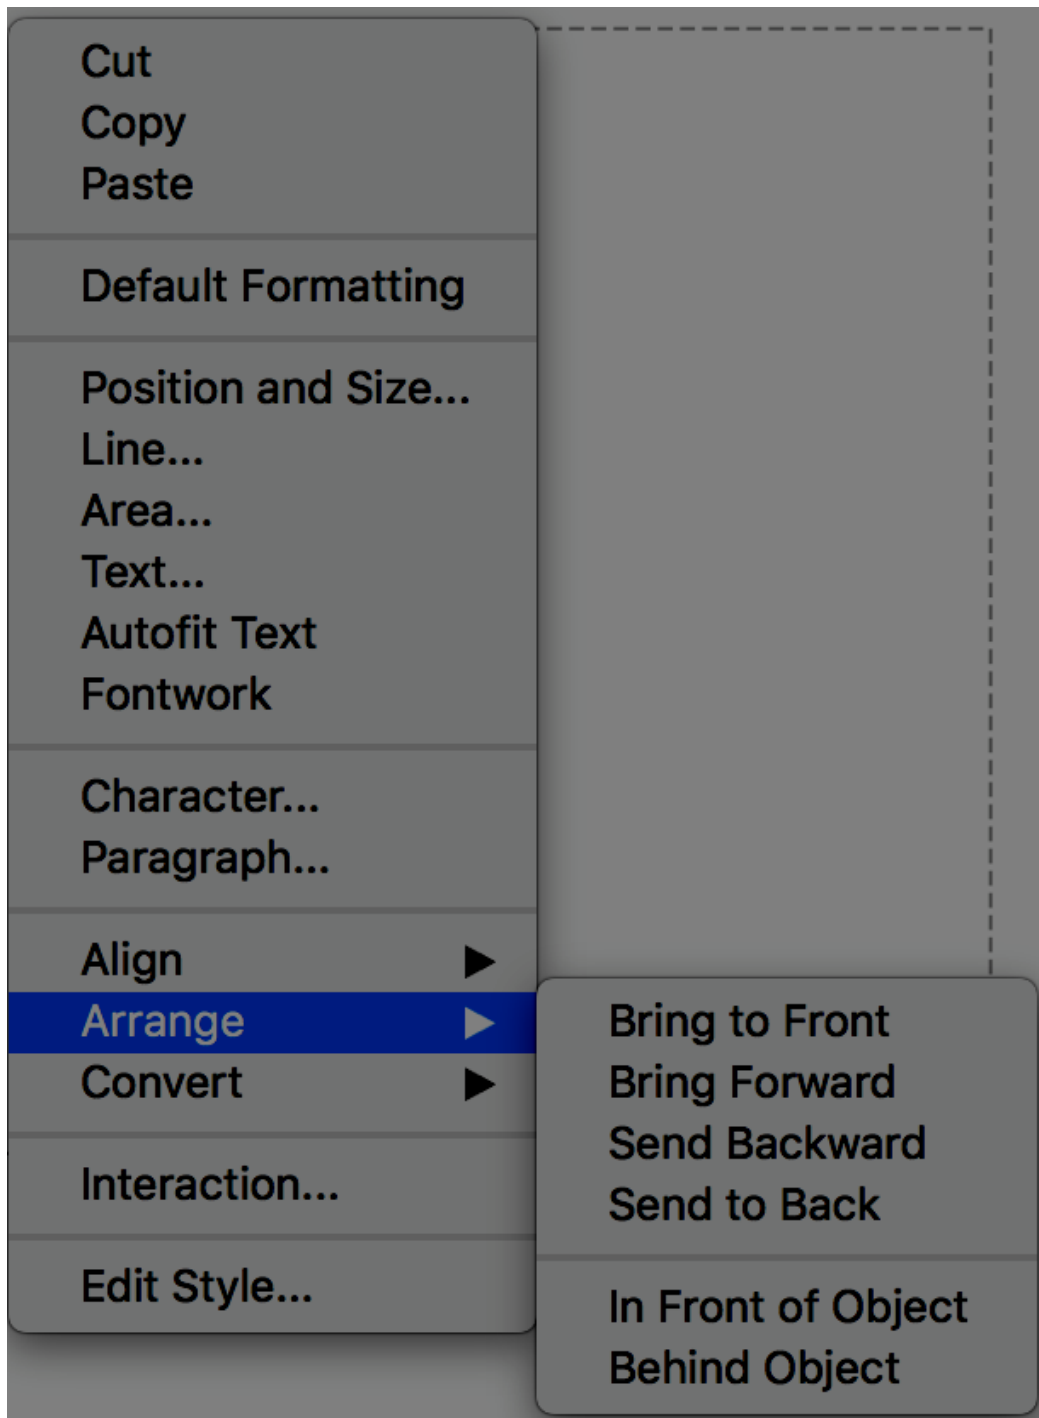 Cut
Copy
Paste
Default Formatting
Position and Size...
Line...
Area...
Text...
Autofit Text
Fontwork
Character...
Paragraph...
Align
Arrange
Convert
Interaction...
Edit Style...
Bring to Front
Bring Forward
Send Backward
Send to Back
In Front of Object
Behind Object